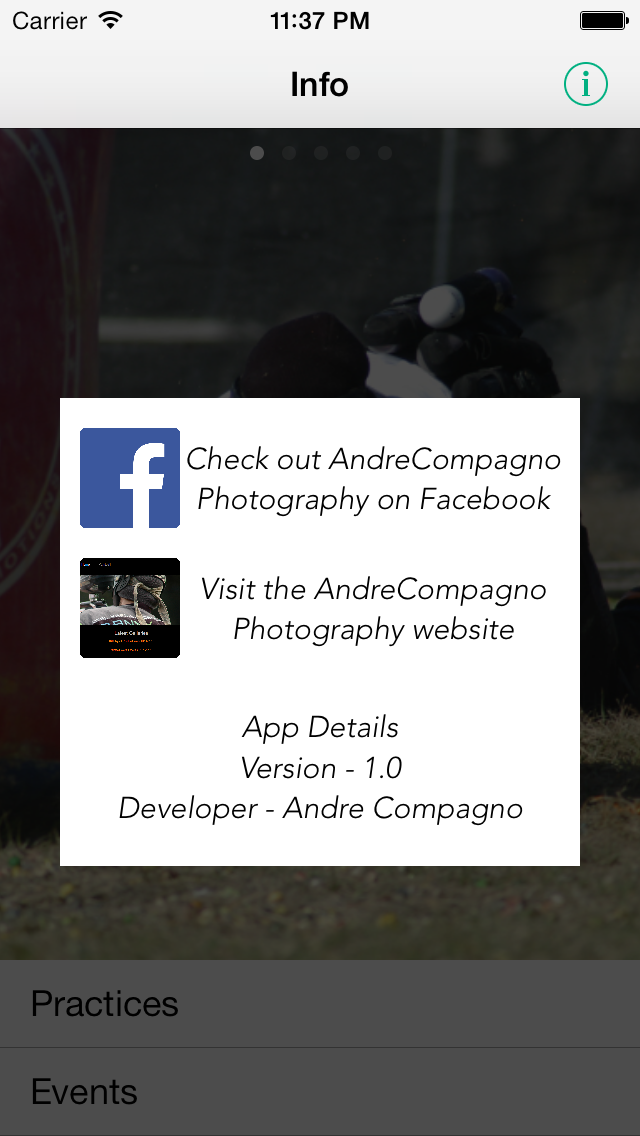 Carrier 11:37 PM
Info
Check out AndreCompagno
Photography on Facebook
Visit the AndreCompagno
Photography website
App Details
Version - 1.0
Developer - Andre Compagno
Practices
Events